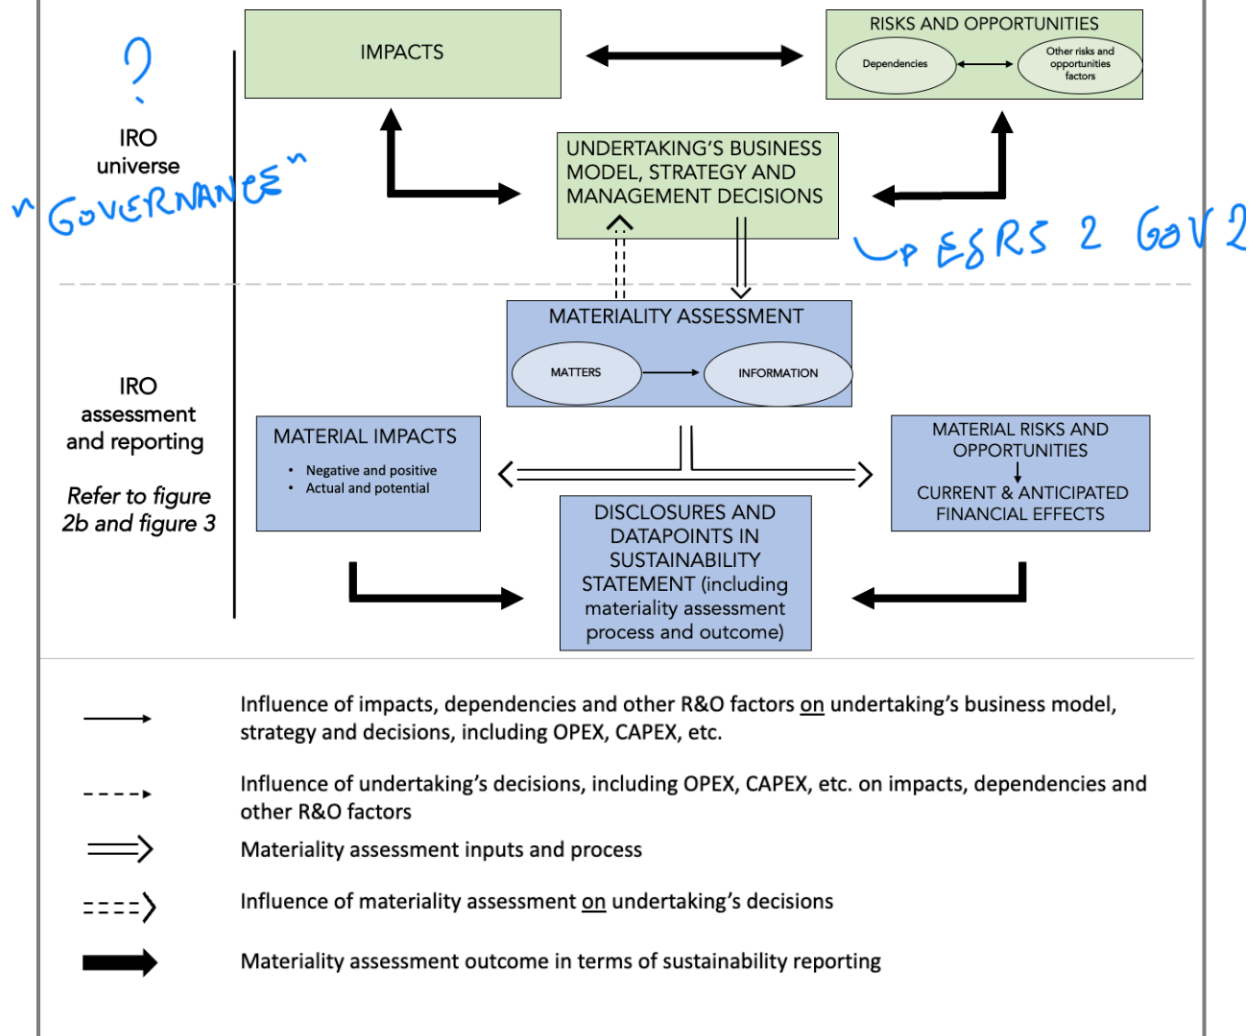 IMPACTS
RISKS AND OPPORTUNITIES
Dependencies
Other risks and
opportunities
factors
?
IRO
universe
"GOVERNANCE"
UNDERTAKING'S BUSINESS
MODEL, STRATEGY AND
MANAGEMENT DECISIONS
ESRS 2 GOV 2
MATERIALITY ASSESSMENT
MATTERS
INFORMATION
IRO
assessment
and reporting
Refer to figure
2b and figure 3
MATERIAL IMPACTS
• Negative and positive
• Actual and potential
MATERIAL RISKS AND
OPPORTUNITIES
CURRENT & ANTICIPATED
FINANCIAL EFFECTS
DISCLOSURES AND
DATAPOINTS IN
SUSTAINABILITY
STATEMENT (including
materiality assessment
process and outcome)
Influence of impacts, dependencies and other R&O factors on undertaking's business model,
strategy and decisions, including OPEX, CAPEX, etc.
Influence of undertaking's decisions, including OPEX, CAPEX, etc. on impacts, dependencies and
other R&O factors
Materiality assessment inputs and process
Influence of materiality assessment on undertaking's decisions
Materiality assessment outcome in terms of sustainability reporting